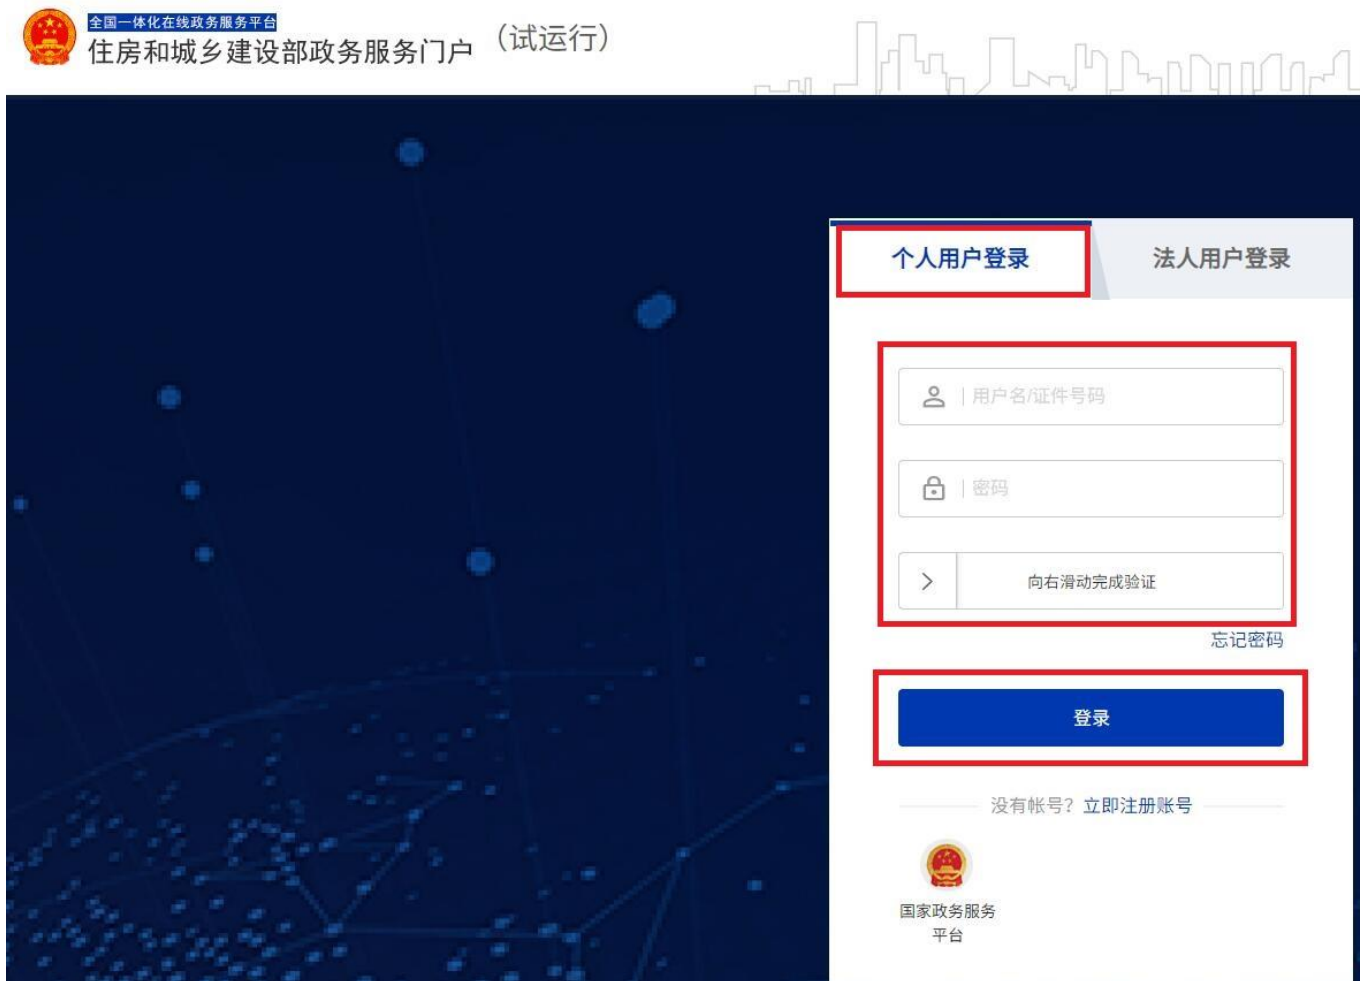 全国一体化在线政务服务平台
住房和城乡建设部政务服务门户 （试运行）
个人用户登录
法人用户登录
用户名/证件号码
密码
向右滑动完成验证
忘记密码
登录
没有帐号？立即注册账号
国家政务服务
平台